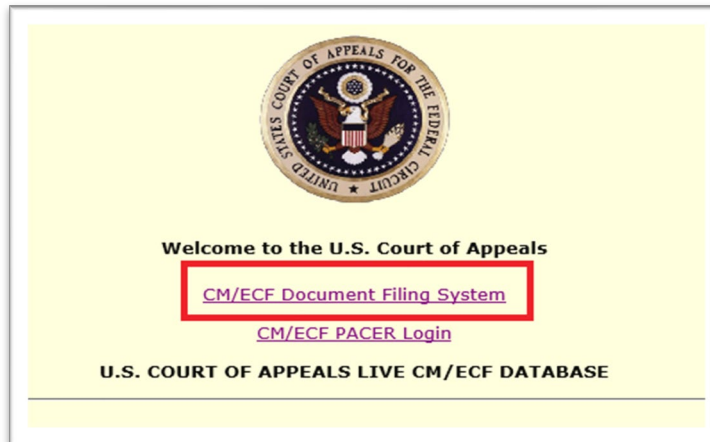 UNITED STATES COURT OF APPEALS FOR THE FEDERAL CIRCUIT
Welcome to the U.S. Court of Appeals
CM/ECF Document Filing System
CM/ECF PACER Login
U.S. COURT OF APPEALS LIVE CM/ECF DATABASE